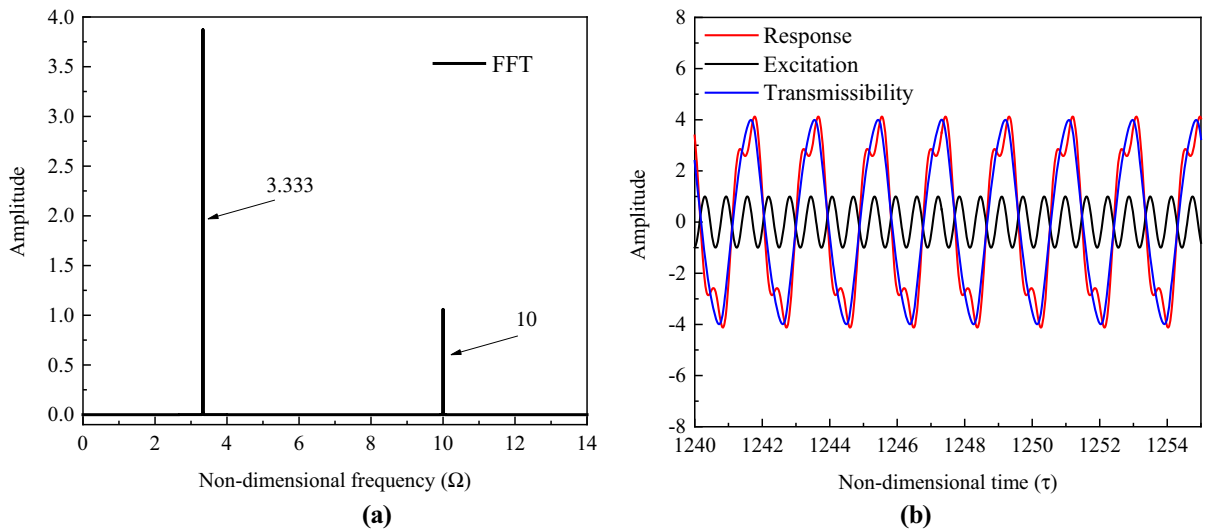 4.0
3.5
3.0
2.5
2.0
1.5
1.0
0.5
0.0
Amplitude
FFT
3.333
10
0 2 4 6 8 10 12 14
Non-dimensional frequency (Ω)
(a)
8
6
4
2
0
-2
-4
-6
-8
Amplitude
Response
Excitation
Transmissibility
1240 1242 1244 1246 1248 1250 1252 1254
Non-dimensional time (τ)
(b)